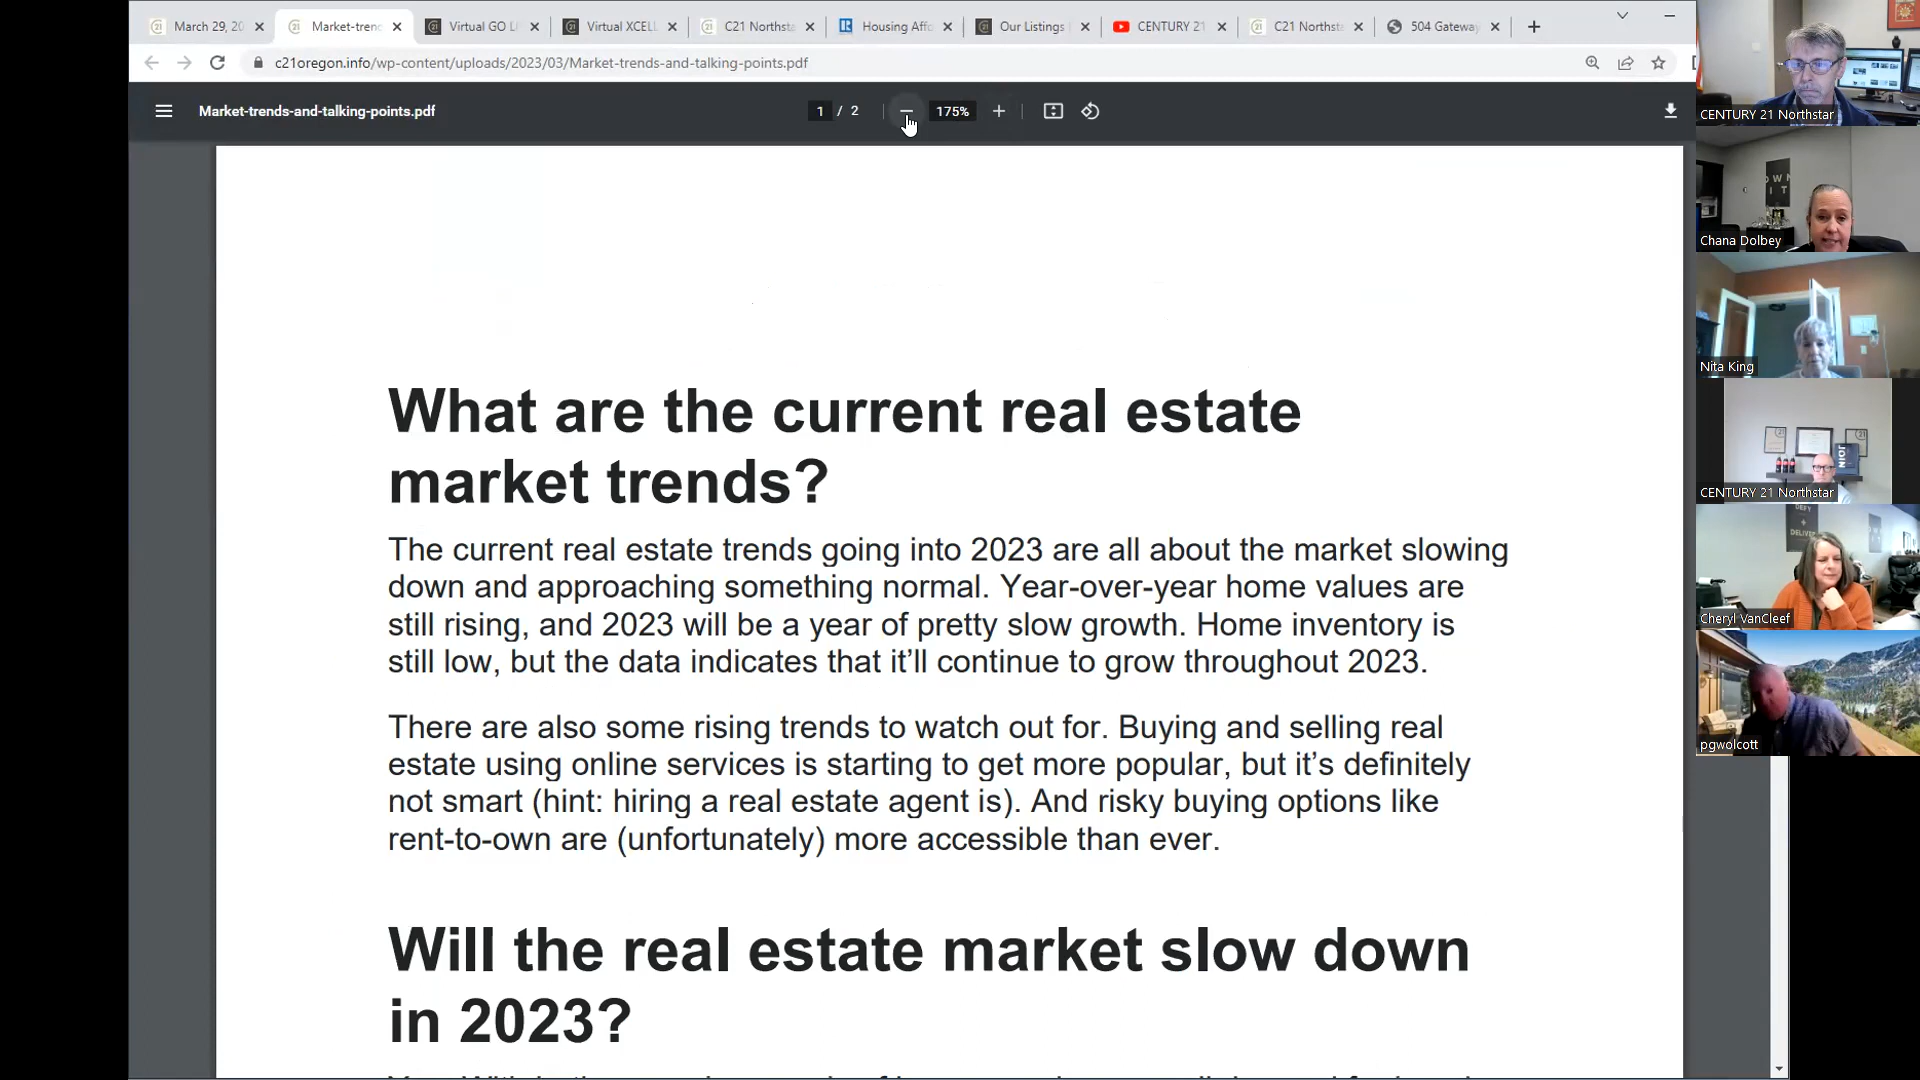 March 29, 20
Market-trend
Virtual GO L
Virtual XCELL
C21 Northsta
Housing Affo
Our Listings
CENTURY 21
C21 Northsta
504 Gateway
c21oregon.info/wp-content/uploads/2023/03/Market-trends-and-talking-points.pdf
Market-trends-and-talking-points.pdf
1 / 2
175%
What are the current real estate
market trends?
The current real estate trends going into 2023 are all about the market slowing
down and approaching something normal. Year-over-year home values are
still rising, and 2023 will be a year of pretty slow growth. Home inventory is
still low, but the data indicates that it’ll continue to grow throughout 2023.
There are also some rising trends to watch out for. Buying and selling real
estate using online services is starting to get more popular, but it’s definitely
not smart (hint: hiring a real estate agent is). And risky buying options like
rent-to-own are (unfortunately) more accessible than ever.
Will the real estate market slow down
in 2023?
CENTURY 21 Northstar
OWN
IT
Chana Dolbey
Nita King
JOIN
CENTURY 21 Northstar
DEFY
+
DELIVER
Cheryl VanCleef
pgwolcott